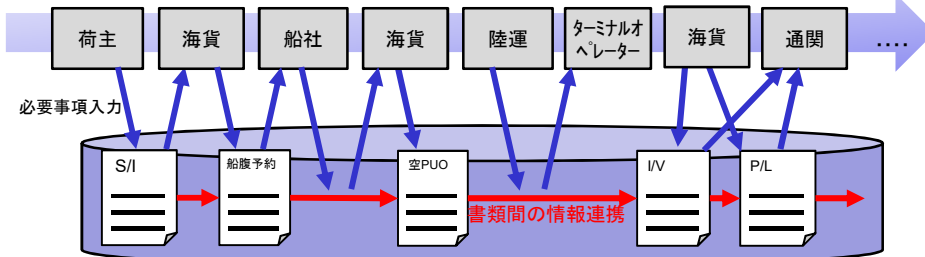 荷主
海貨
船社
海貨
陸運
ターミナルオ
ペレーター
海貨
通関
....
必要事項入力
S/I
船腹予約
空PUO
I/V
P/L
書類間の情報連携